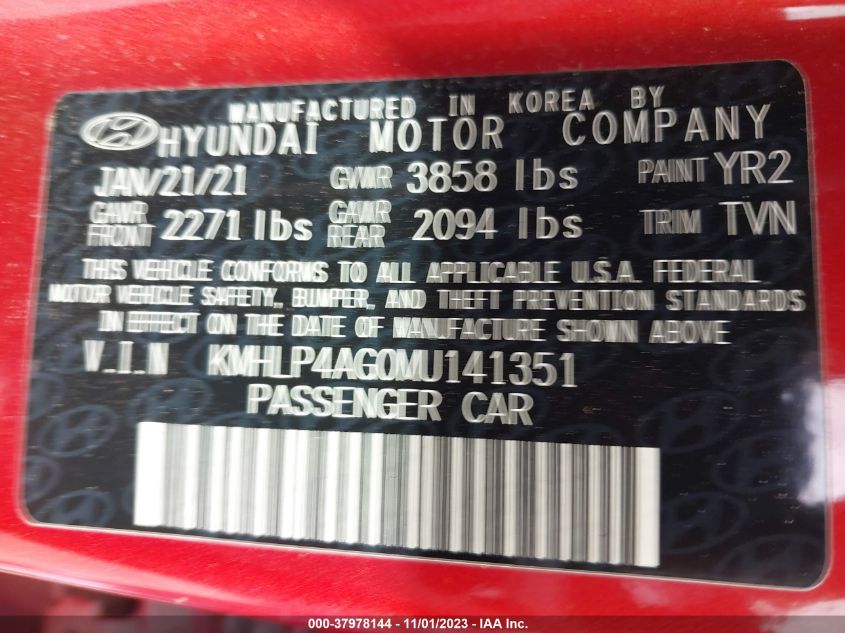 MANUFACTURED IN KOREA BY
HYUNDAI MOTOR COMPANY
JAN/21/21 GVWR 3858 lbs PAINT YR2
GAWR FRONT 2271 lbs GAWR REAR 2094 lbs TRIM TVN
THIS VEHICLE CONFORMS TO ALL APPLICABLE U.S.A. FEDERAL
MOTOR VEHICLE SAFETY, BUMPER, AND THEFT PREVENTION STANDARDS
IN EFFECT ON THE DATE OF MANUFACTURE SHOWN ABOVE
V.I.N KMHLP4AG0MU141351
PASSENGER CAR
000-37978144 - 11/01/2023 - IAA Inc.